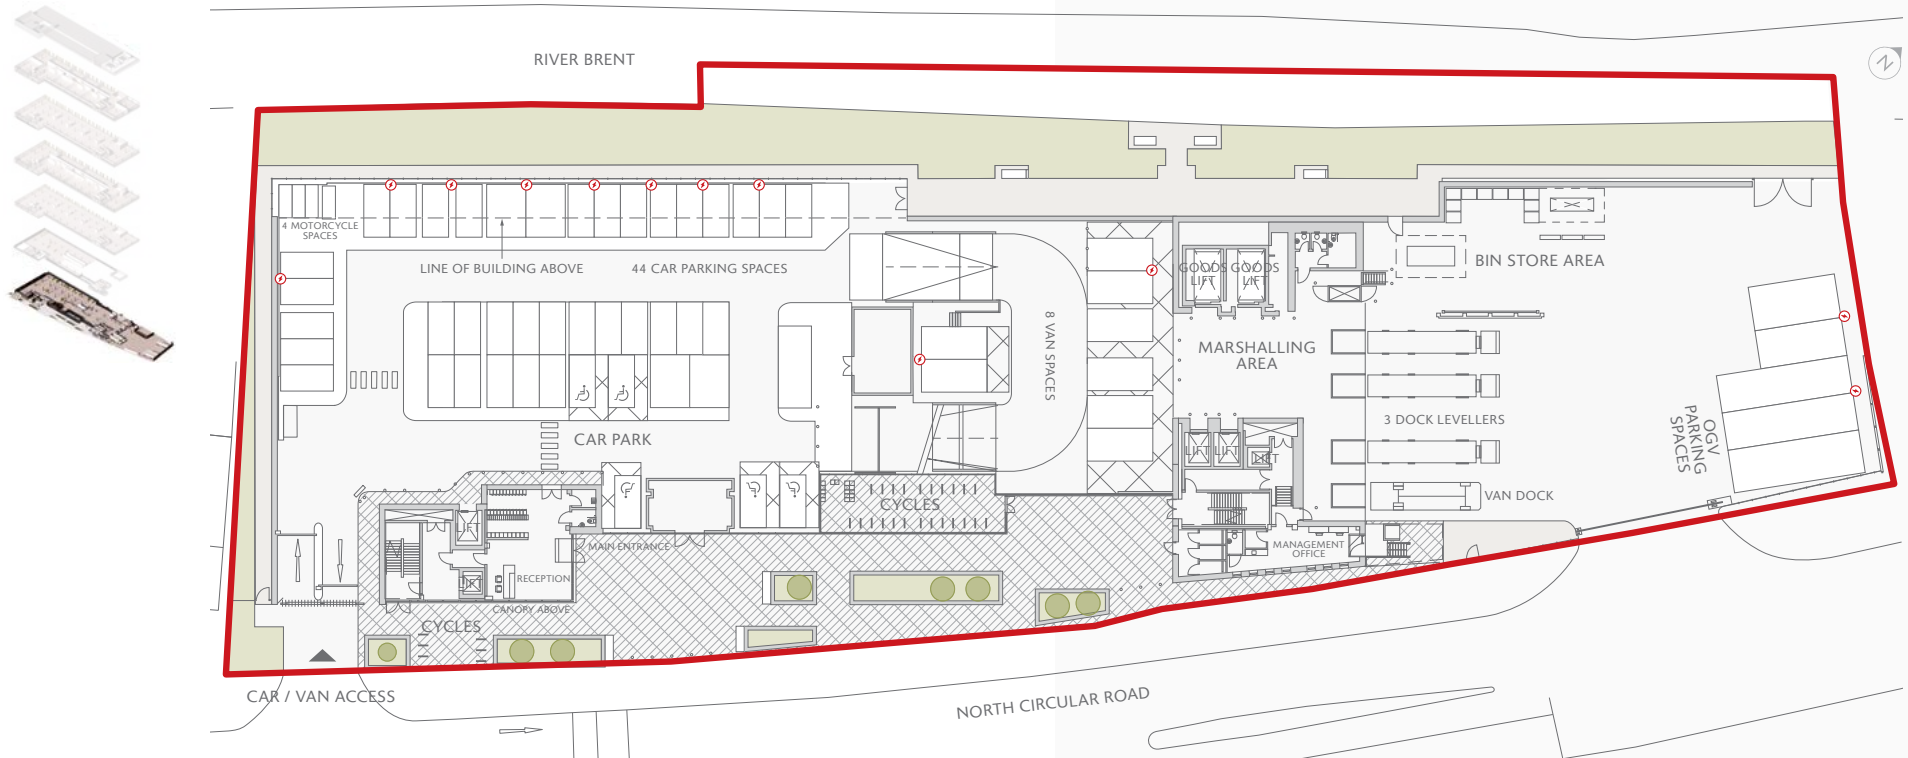 RIVER BRENT
N
4 MOTORCYCLE
SPACES
LINE OF BUILDING ABOVE
44 CAR PARKING SPACES
GOODS
LIFT
GOODS
LIFT
BIN STORE AREA
8 VAN SPACES
MARSHALLING
AREA
3 DOCK LEVELLERS
OGV
PARKING
SPACES
CAR PARK
LIFT
LIFT
LIFT
VAN DOCK
CYCLES
LIFT
MAIN ENTRANCE
MANAGEMENT
OFFICE
LIFT
RECEPTION
CANOPY ABOVE
CYCLES
CAR / VAN ACCESS
NORTH CIRCULAR ROAD